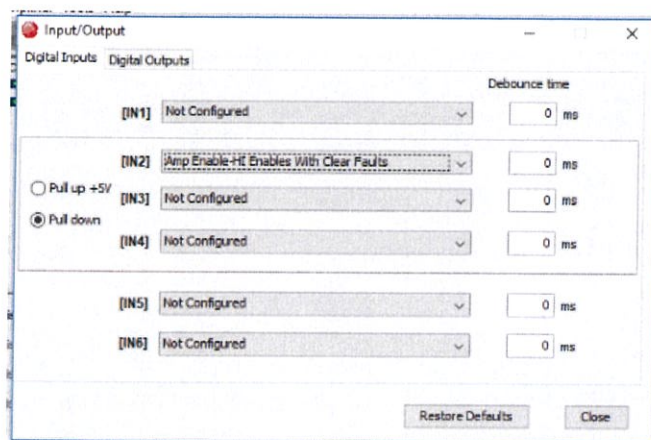 Input/Output
Digital Inputs Digital Outputs
Debounce time
[IN1] Not Configured 0 ms
[IN2] Amp Enable-HI Enables With Clear Faults 0 ms
Pull up +5V
[IN3] Not Configured 0 ms
Pull down
[IN4] Not Configured 0 ms
[IN5] Not Configured 0 ms
[IN6] Not Configured 0 ms
Restore Defaults Close